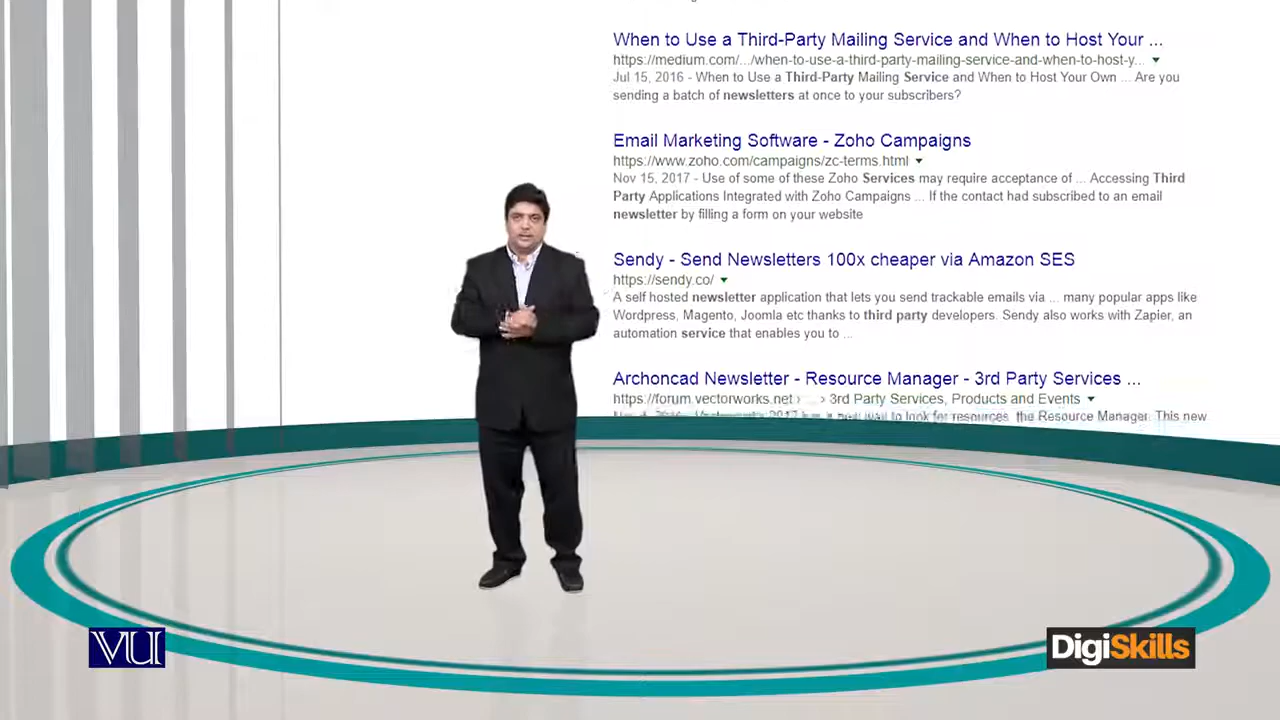 When to Use a Third-Party Mailing Service and When to Host Your ...
https://medium.com/.../when-to-use-a-third-party-mailing-service-and-when-to-host-y...
Jul 15, 2016 - When to Use a Third-Party Mailing Service and When to Host Your Own ... Are you
sending a batch of newsletters at once to your subscribers?
Email Marketing Software - Zoho Campaigns
https://www.zoho.com/campaigns/zc-terms.html
Nov 15, 2017 - Use of some of these Zoho Services may require acceptance of ... Accessing Third
Party Applications Integrated with Zoho Campaigns ... If the contact had subscribed to an email
newsletter by filling a form on your website
Sendy - Send Newsletters 100x cheaper via Amazon SES
https://sendy.co/
A self hosted newsletter application that lets you send trackable emails via ... many popular apps like
Wordpress, Magento, Joomla etc thanks to third party developers. Sendy also works with Zapier, an
automation service that enables you to ...
Archoncad Newsletter - Resource Manager - 3rd Party Services ...
https://forum.vectorworks.net › ... › 3rd Party Services, Products and Events
look for resources, the Resource Manager. This new
VU
DigiSkills